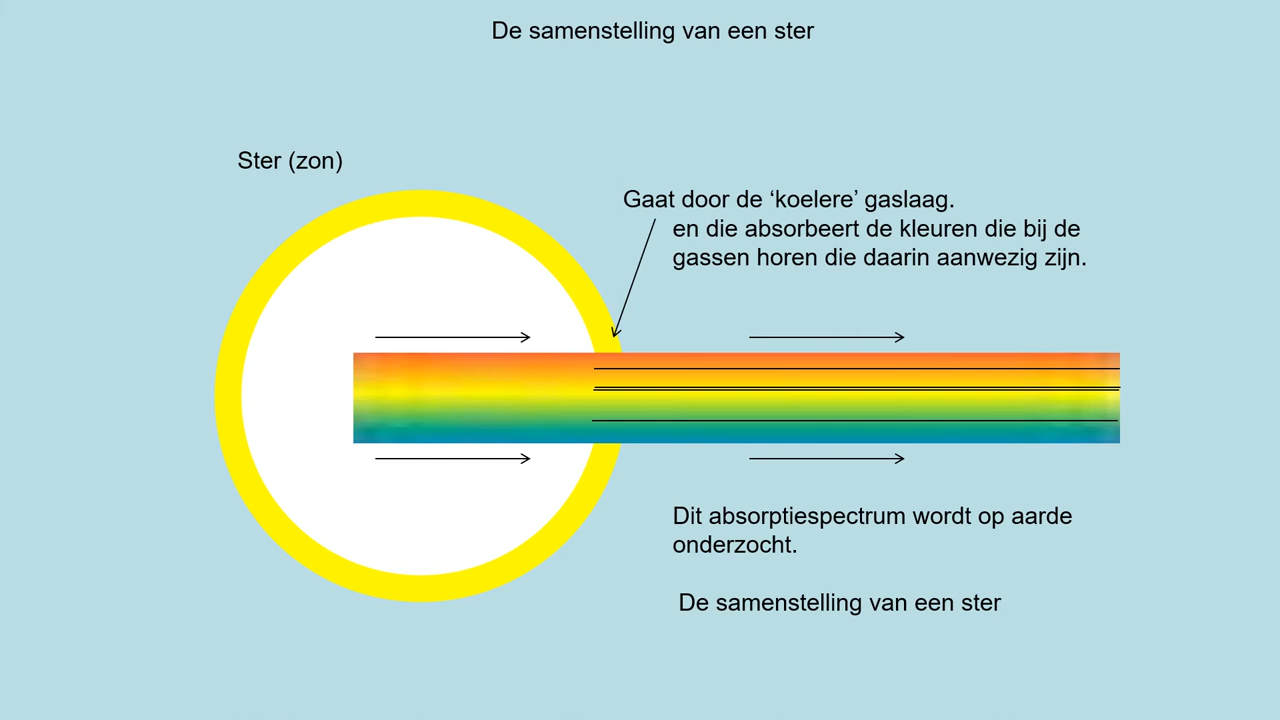 De samenstelling van een ster
Ster (zon)
Gaat door de ‘koelere’ gaslaag.
en die absorbeert de kleuren die bij de
gassen horen die daarin aanwezig zijn.
Dit absorptiespectrum wordt op aarde
onderzocht.
De samenstelling van een ster